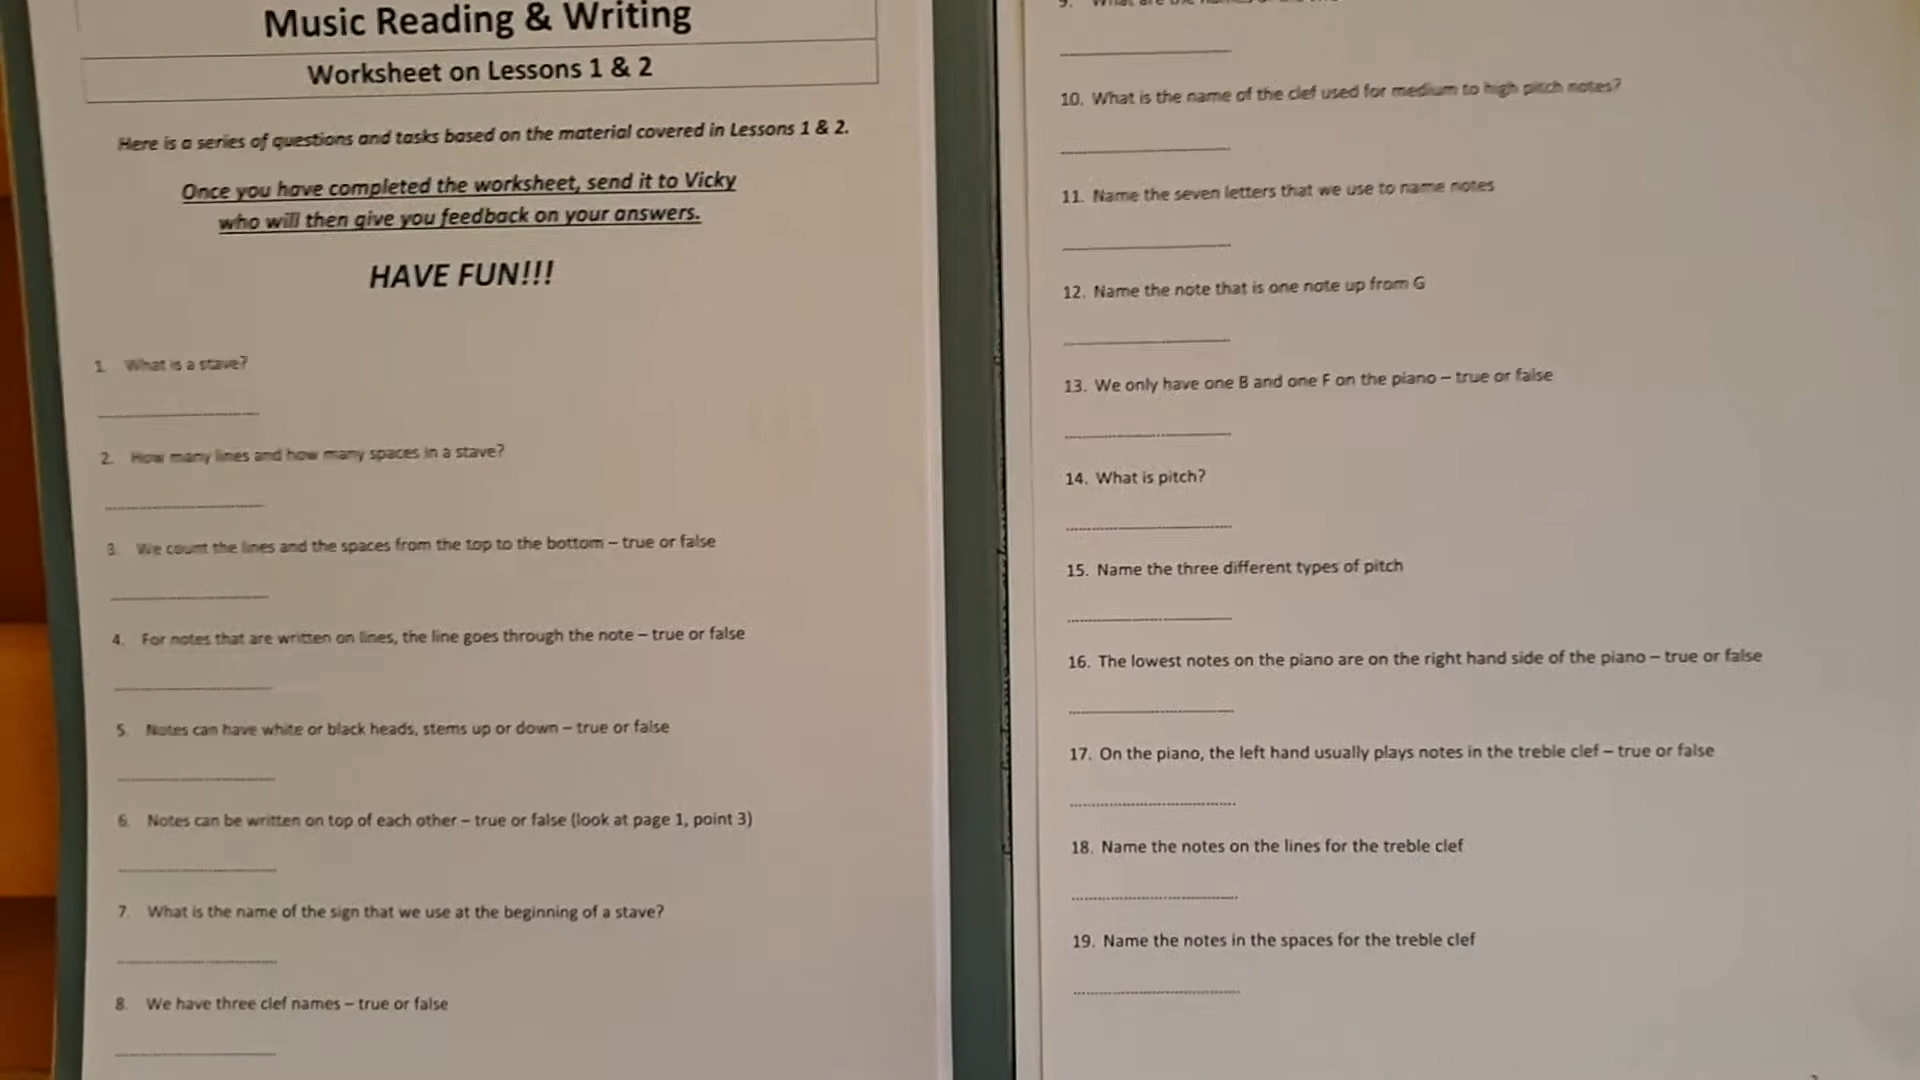 Music Reading & Writing
Worksheet on Lessons 1 & 2
Here is a series of questions and tasks based on the material covered in Lessons 1 & 2.
Once you have completed the worksheet, send it to Vicky
who will then give you feedback on your answers.
HAVE FUN!!!
1. What is a stave?
2. How many lines and how many spaces in a stave?
3. We count the lines and the spaces from the top to the bottom – true or false
4. For notes that are written on lines, the line goes through the note – true or false
5. Notes can have white or black heads, stems up or down – true or false
6. Notes can be written on top of each other – true or false (look at page 1, point 3)
7. What is the name of the sign that we use at the beginning of a stave?
8. We have three clef names – true or false
9. What are the names of the
10. What is the name of the clef used for medium to high pitch notes?
11. Name the seven letters that we use to name notes
12. Name the note that is one note up from G
13. We only have one B and one F on the piano – true or false
14. What is pitch?
15. Name the three different types of pitch
16. The lowest notes on the piano are on the right hand side of the piano – true or false
17. On the piano, the left hand usually plays notes in the treble clef – true or false
18. Name the notes on the lines for the treble clef
19. Name the notes in the spaces for the treble clef